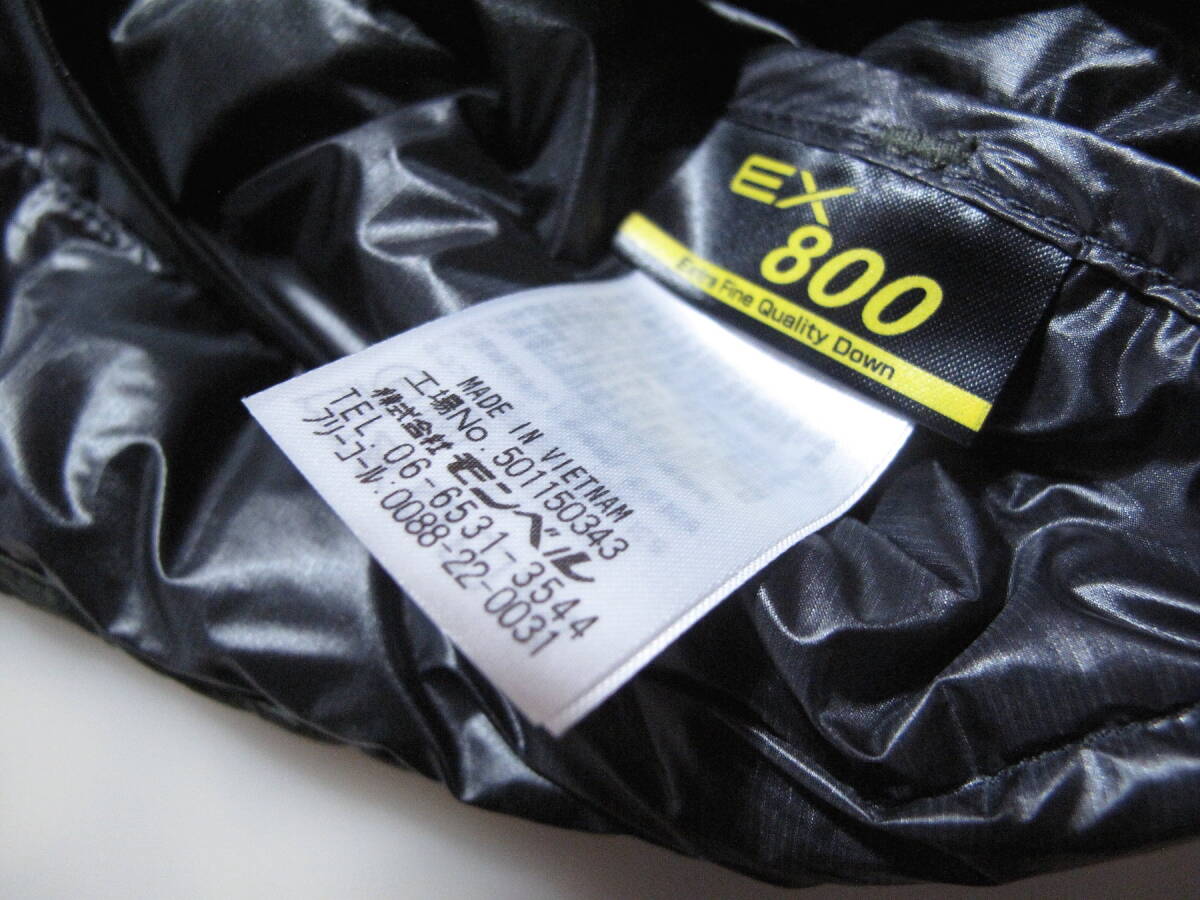 EX
800
Extra Fine Quality Down
MADE IN VIETNAM
工場No.501150343
株式会社モンベル
TEL.06-6531-3544
フリーコール.0088-22-0031